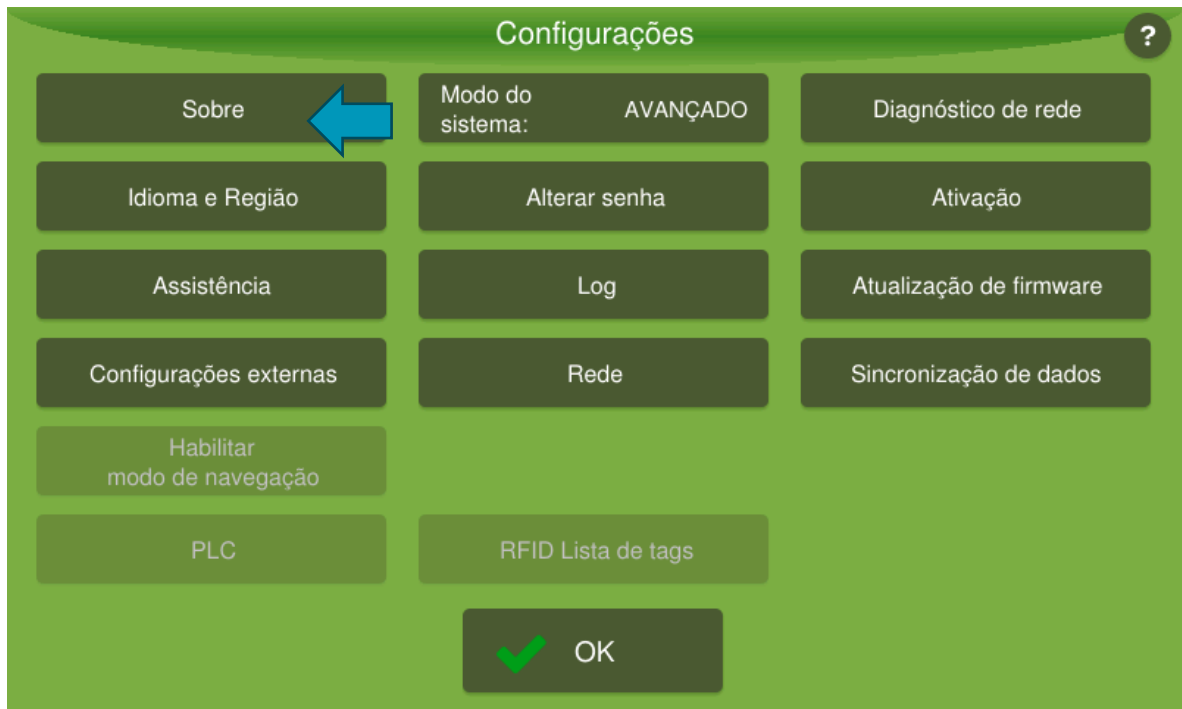 Configurações
?
Sobre
Modo do
sistema:
AVANÇADO
Diagnóstico de rede
Idioma e Região
Alterar senha
Ativação
Assistência
Log
Atualização de firmware
Configurações externas
Rede
Sincronização de dados
Habilitar
modo de navegação
PLC
RFID Lista de tags
OK